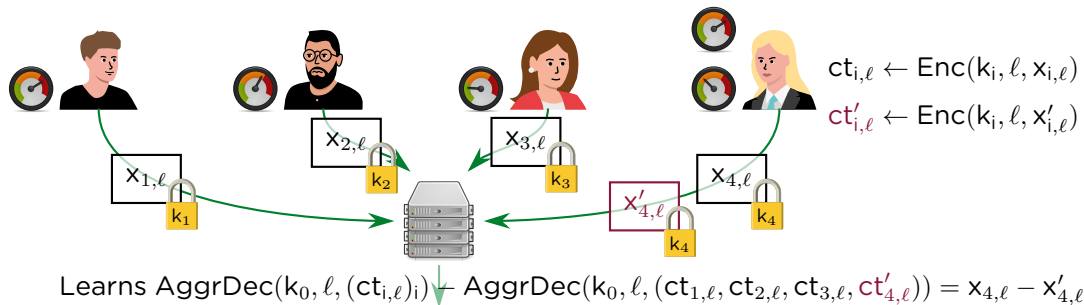 ct_{i,ℓ} ← Enc(k_i, ℓ, x_{i,ℓ})
ct′_{i,ℓ} ← Enc(k_i, ℓ, x′_{i,ℓ})
x_{1,ℓ}
k_1
x_{2,ℓ}
k_2
x_{3,ℓ}
k_3
x′_{4,ℓ}
k_4
x_{4,ℓ}
k_4
Learns AggrDec(k_0, ℓ, (ct_{i,ℓ})_i) − AggrDec(k_0, ℓ, (ct_{1,ℓ}, ct_{2,ℓ}, ct_{3,ℓ}, ct′_{4,ℓ})) = x_{4,ℓ} − x′_{4,ℓ}